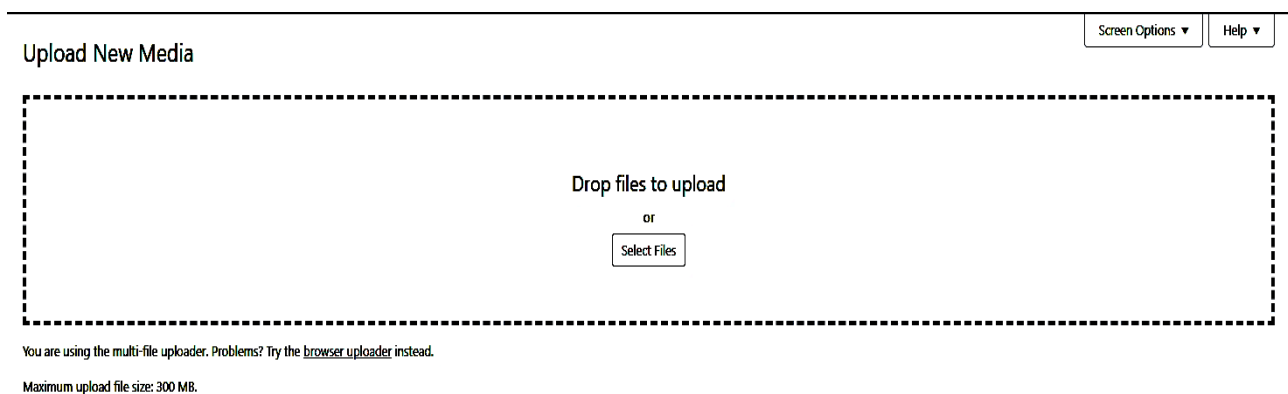 Screen Options ▼
Help ▼
Upload New Media
Drop files to upload
or
Select Files
You are using the multi-file uploader. Problems? Try the browser uploader instead.
Maximum upload file size: 300 MB.